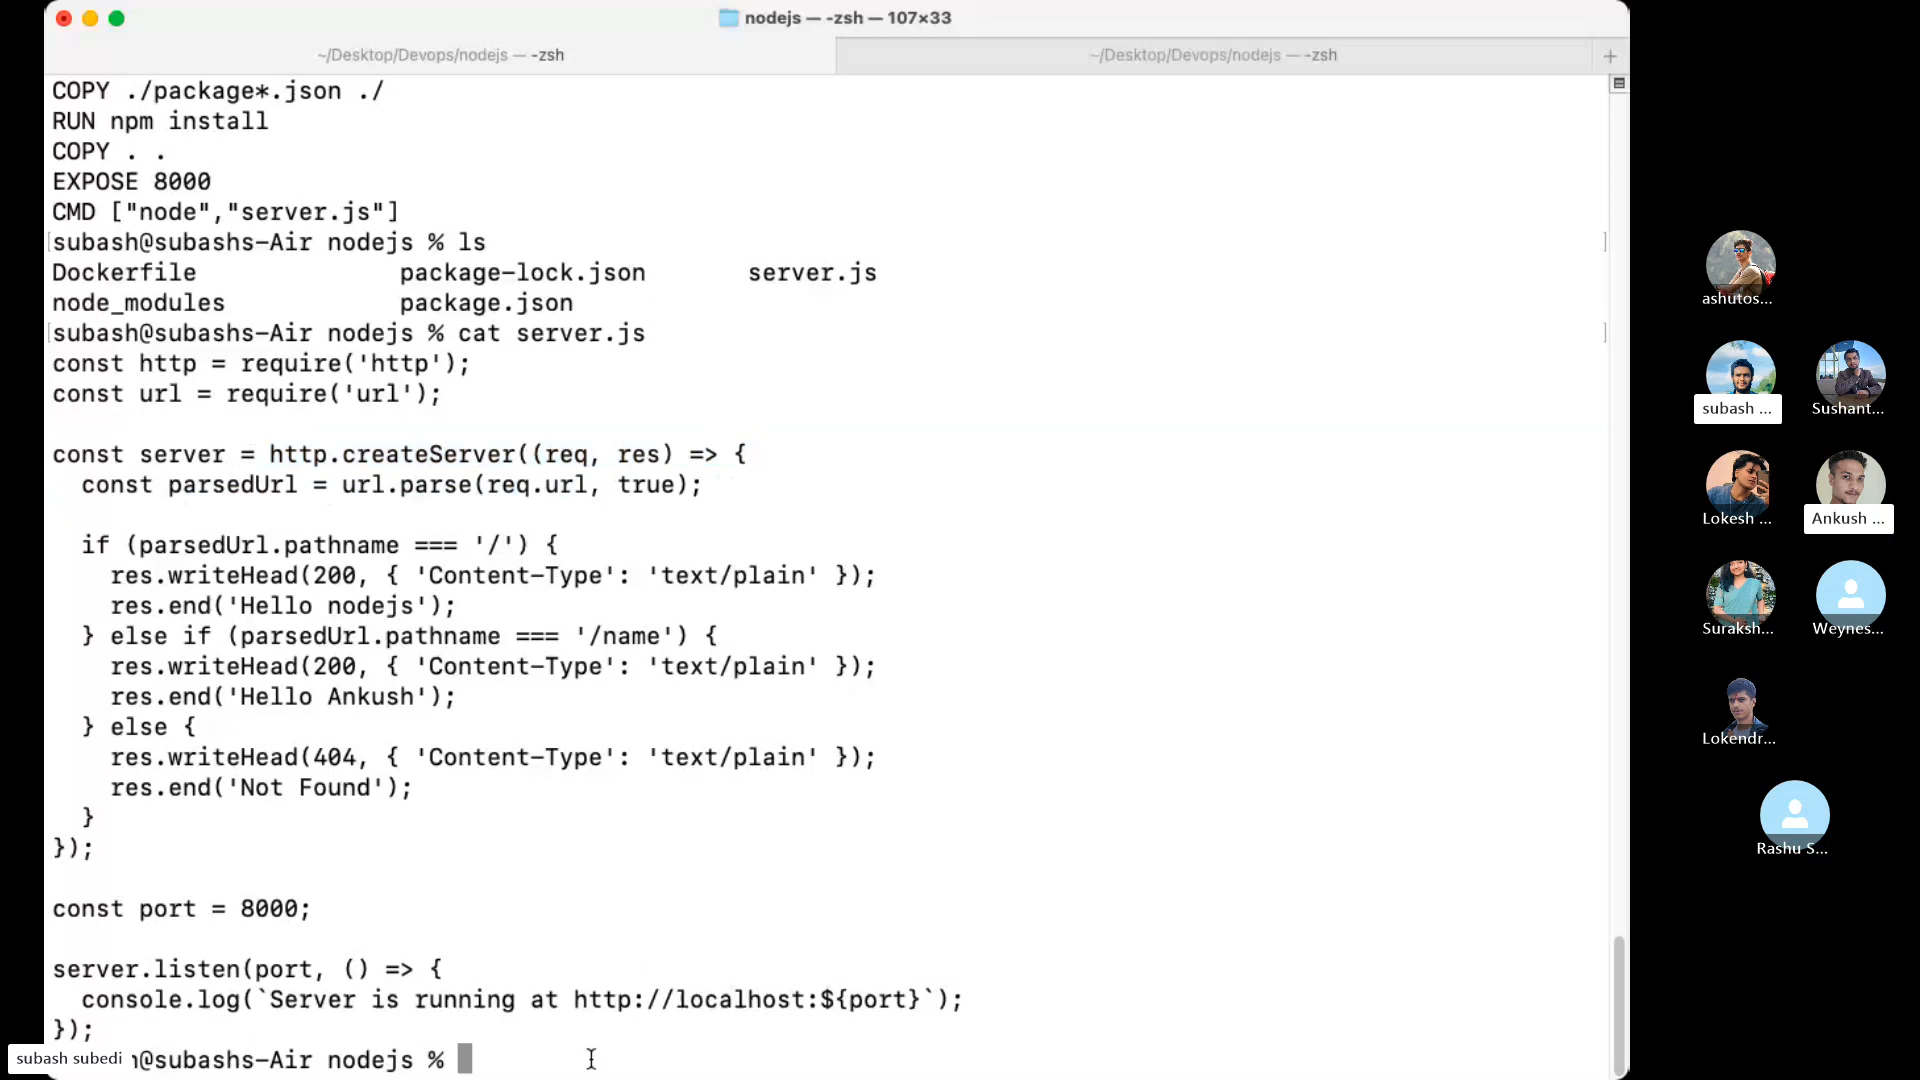 nodejs — -zsh — 107×33
~/Desktop/Devops/nodejs — -zsh
~/Desktop/Devops/nodejs — -zsh
+
COPY ./package*.json ./
RUN npm install
COPY . .
EXPOSE 8000
CMD ["node","server.js"]
[subash@subashs-Air nodejs % ls ]
Dockerfile package-lock.json server.js
node_modules package.json
[subash@subashs-Air nodejs % cat server.js ]
const http = require('http');
const url = require('url');
const server = http.createServer((req, res) => {
  const parsedUrl = url.parse(req.url, true);
  if (parsedUrl.pathname === '/') {
    res.writeHead(200, { 'Content-Type': 'text/plain' });
    res.end('Hello nodejs');
  } else if (parsedUrl.pathname === '/name') {
    res.writeHead(200, { 'Content-Type': 'text/plain' });
    res.end('Hello Ankush');
  } else {
    res.writeHead(404, { 'Content-Type': 'text/plain' });
    res.end('Not Found');
  }
});
const port = 8000;
server.listen(port, () => {
  console.log(`Server is running at http://localhost:${port}`);
});
h@subashs-Air nodejs %
subash subedi
ashutos...
subash ...
Sushant...
Lokesh ...
Ankush ...
Suraksh...
Weynes...
Lokendr...
Rashu S...